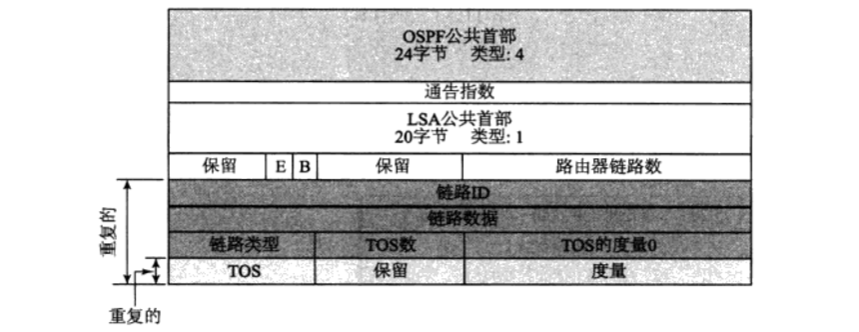 OSPF公共首部
24字节 类型: 4
通告指数
LSA公共首部
20字节 类型: 1
保留 E B 保留 路由器链路数
链路ID
链路数据
链路类型 TOS数 TOS的度量0
TOS 保留 度量
重复的
重复的